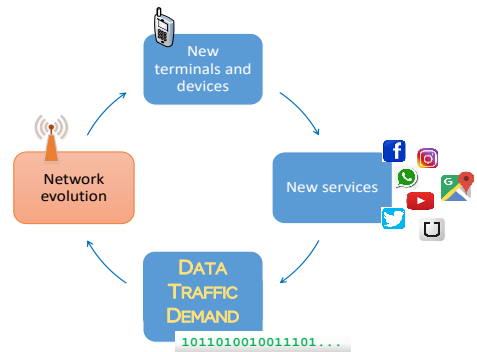 New
terminals and
devices
New services
f
G
U
DATA
TRAFFIC
DEMAND
1011010010011101...
Network
evolution